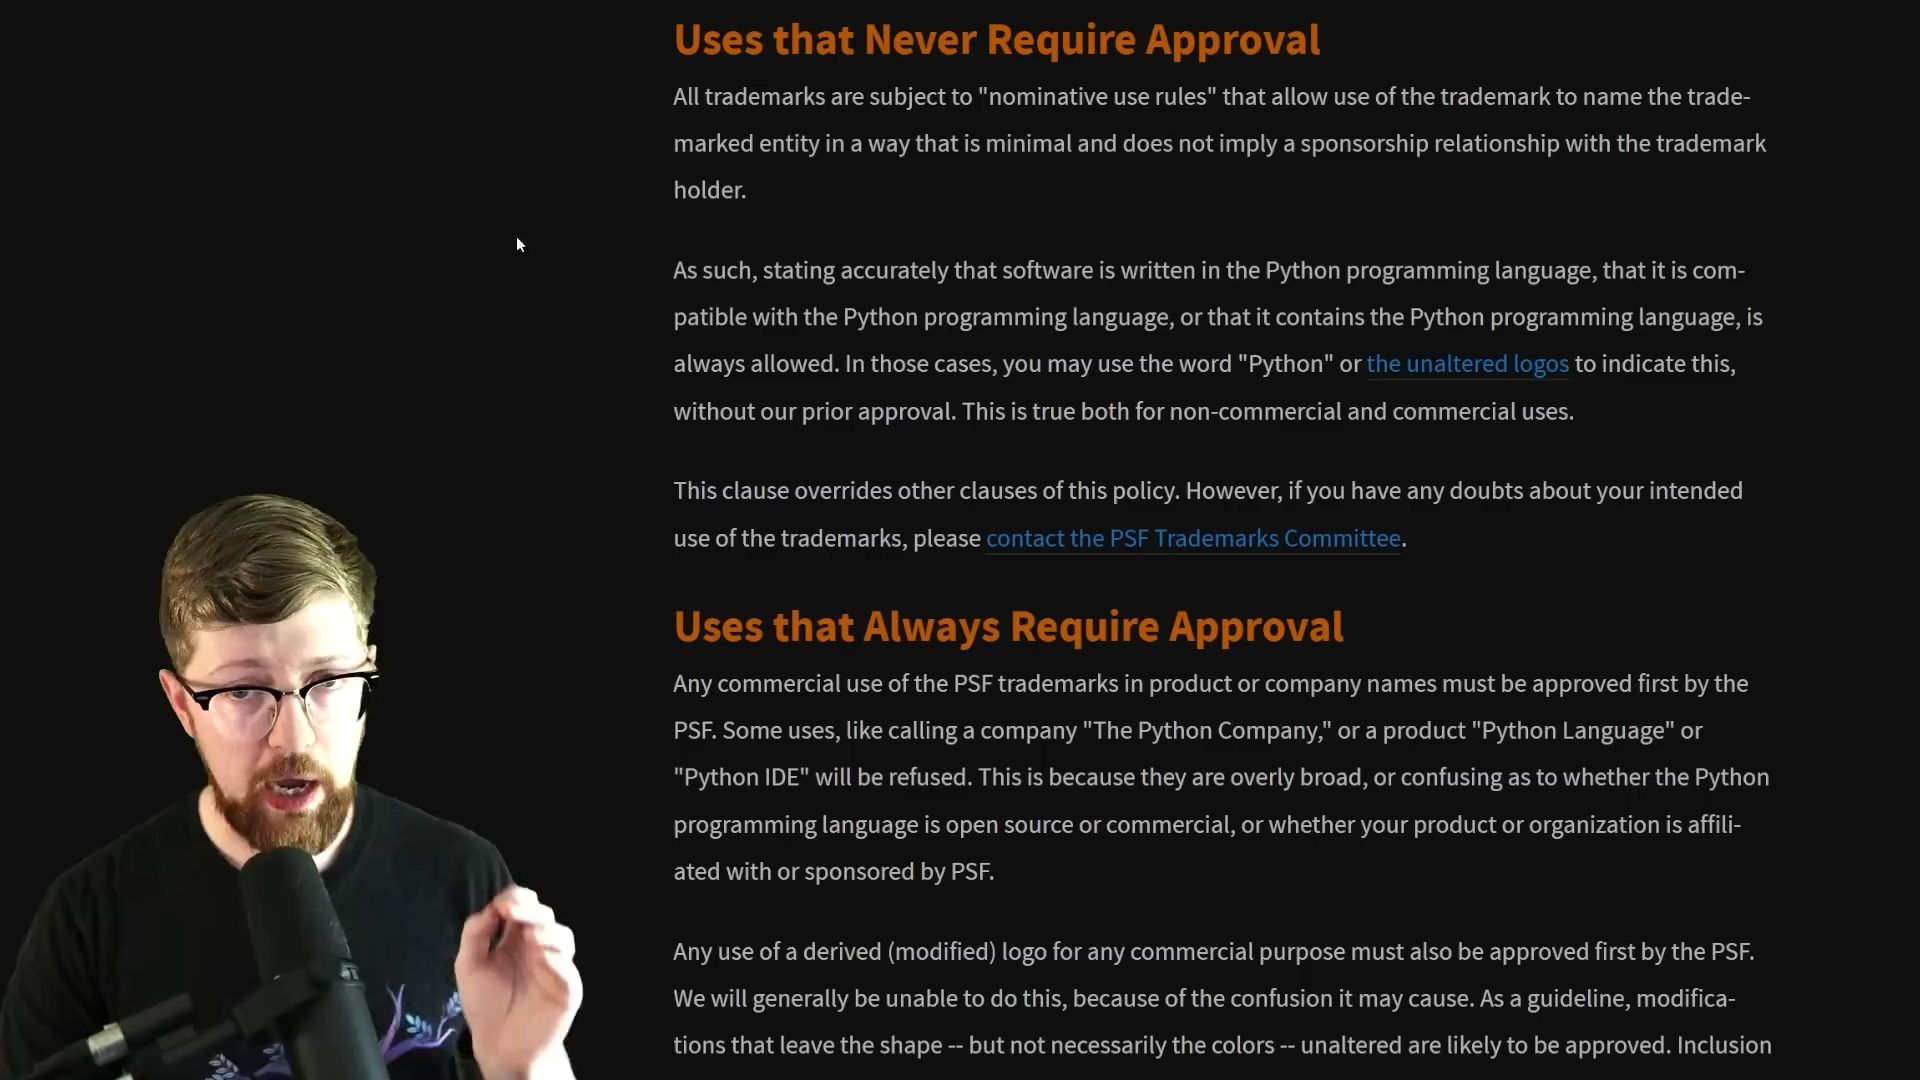 Uses that Never Require Approval
All trademarks are subject to "nominative use rules" that allow use of the trademark to name the trade-
marked entity in a way that is minimal and does not imply a sponsorship relationship with the trademark
holder.
As such, stating accurately that software is written in the Python programming language, that it is com-
patible with the Python programming language, or that it contains the Python programming language, is
always allowed. In those cases, you may use the word "Python" or the unaltered logos to indicate this,
without our prior approval. This is true both for non-commercial and commercial uses.
This clause overrides other clauses of this policy. However, if you have any doubts about your intended
use of the trademarks, please contact the PSF Trademarks Committee.
Uses that Always Require Approval
Any commercial use of the PSF trademarks in product or company names must be approved first by the
PSF. Some uses, like calling a company "The Python Company," or a product "Python Language" or
"Python IDE" will be refused. This is because they are overly broad, or confusing as to whether the Python
programming language is open source or commercial, or whether your product or organization is affili-
ated with or sponsored by PSF.
Any use of a derived (modified) logo for any commercial purpose must also be approved first by the PSF.
We will generally be unable to do this, because of the confusion it may cause. As a guideline, modifica-
tions that leave the shape -- but not necessarily the colors -- unaltered are likely to be approved. Inclusion